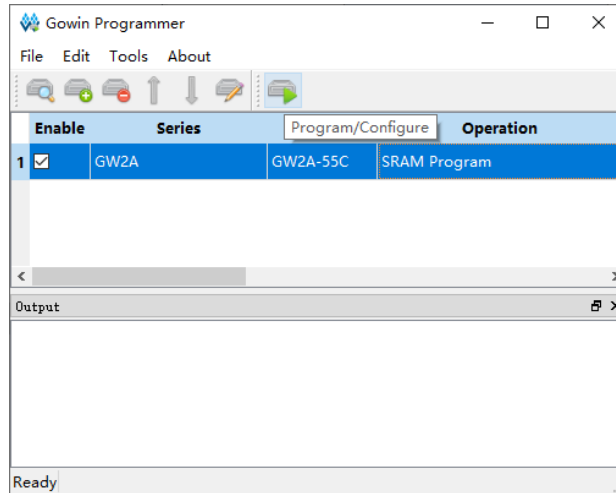 Gowin Programmer
File Edit Tools About
Enable Series Program/Configure Operation
1 GW2A GW2A-55C SRAM Program
Output
Ready